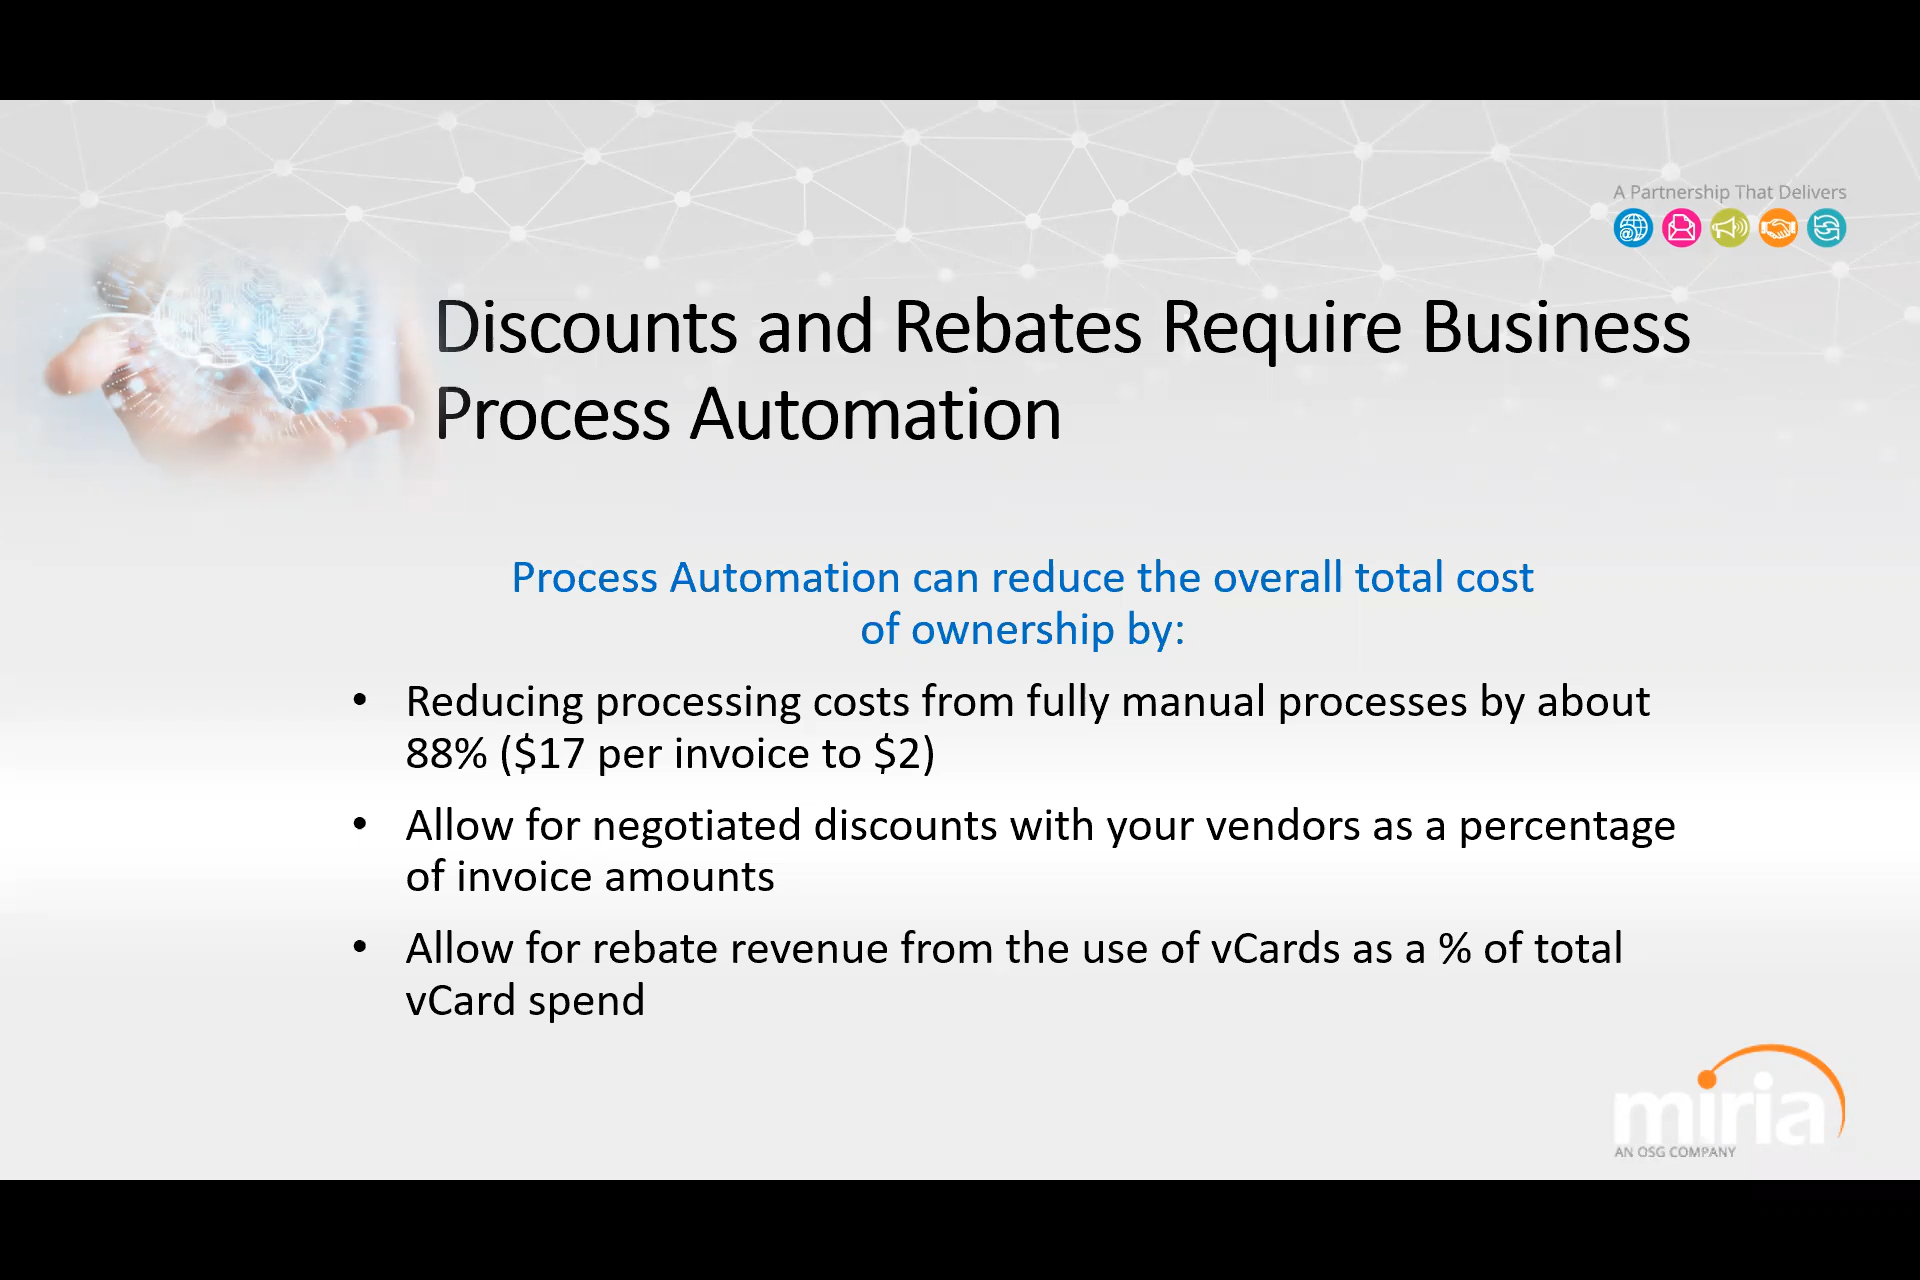 A Partnership That Delivers
Discounts and Rebates Require Business
Process Automation
Process Automation can reduce the overall total cost
of ownership by:
• Reducing processing costs from fully manual processes by about
88% ($17 per invoice to $2)
• Allow for negotiated discounts with your vendors as a percentage
of invoice amounts
• Allow for rebate revenue from the use of vCards as a % of total
vCard spend
miria
AN OSG COMPANY